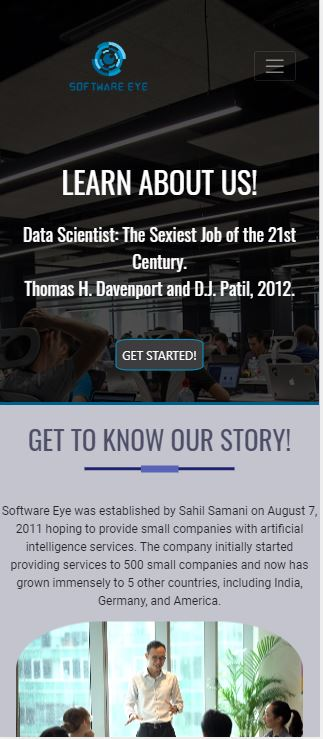 SOFTWARE EYE
LEARN ABOUT US!
Data Scientist: The Sexiest Job of the 21st
Century.
Thomas H. Davenport and D.J. Patil, 2012.
GET STARTED!
GET TO KNOW OUR STORY!
Software Eye was established by Sahil Samani on August 7,
2011 hoping to provide small companies with artificial
intelligence services. The company initially started
providing services to 500 small companies and now has
grown immensely to 5 other countries, including India,
Germany, and America.